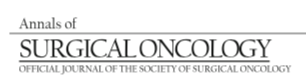 Annals of
SURGICAL ONCOLOGY
OFFICIAL JOURNAL OF THE SOCIETY OF SURGICAL ONCOLOGY